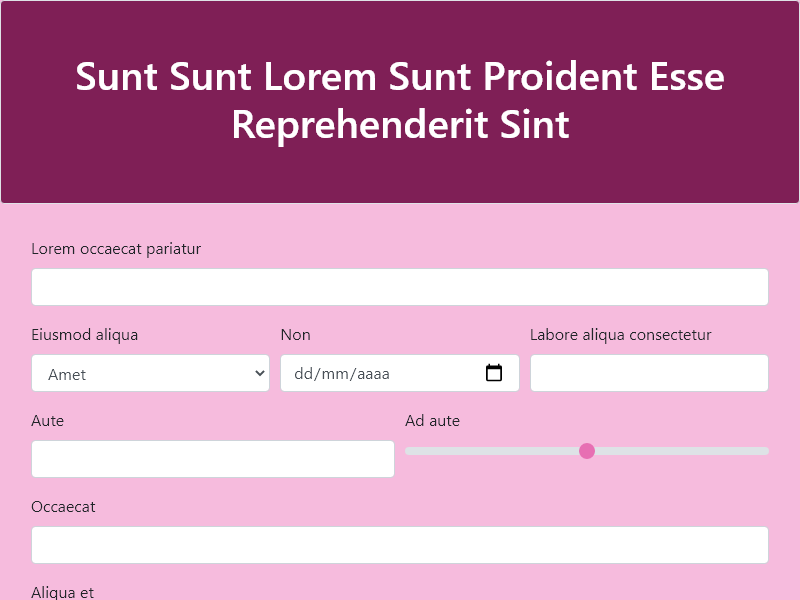 Sunt Sunt Lorem Sunt Proident Esse
Reprehenderit Sint
Lorem occaecat pariatur
Eiusmod aliqua
Non
Labore aliqua consectetur
Amet
dd/mm/aaaa
Aute
Ad aute
Occaecat
Aliqua et